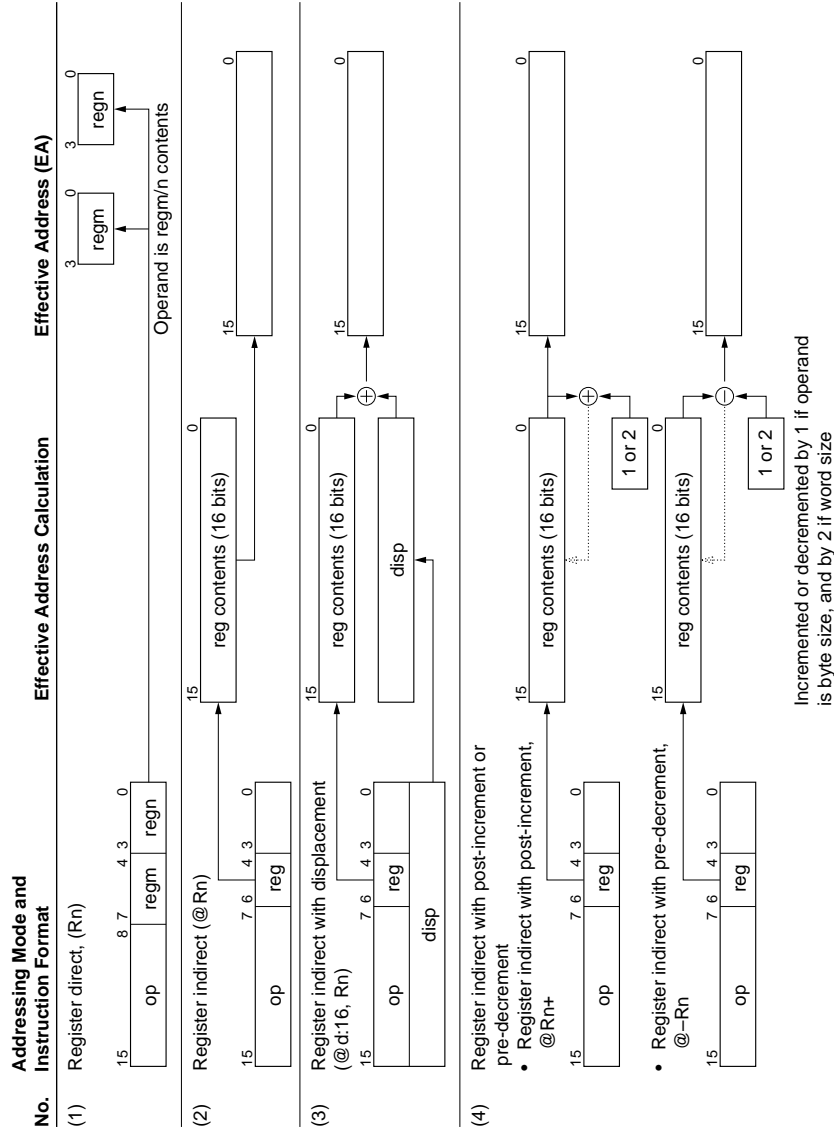 No. Addressing Mode and Instruction Format Effective Address Calculation Effective Address (EA)
(1) Register direct, (Rn)
15 8 7 4 3 0
op regm regn
3 0 3 0
regm regn
Operand is regm/n contents
(2) Register indirect (@Rn)
15 7 6 4 3 0
op reg
15 0
reg contents (16 bits)
15 0
(3) Register indirect with displacement
(@d:16, Rn)
15 7 6 4 3 0
op reg
disp
15 0
reg contents (16 bits)
disp
+
15 0
(4) Register indirect with post-increment or
pre-decrement
• Register indirect with post-increment,
@Rn+
15 7 6 4 3 0
op reg
15 0
reg contents (16 bits)
+
1 or 2
15 0
• Register indirect with pre-decrement,
@–Rn
15 7 6 4 3 0
op reg
15 0
reg contents (16 bits)
–
1 or 2
15 0
Incremented or decremented by 1 if operand
is byte size, and by 2 if word size